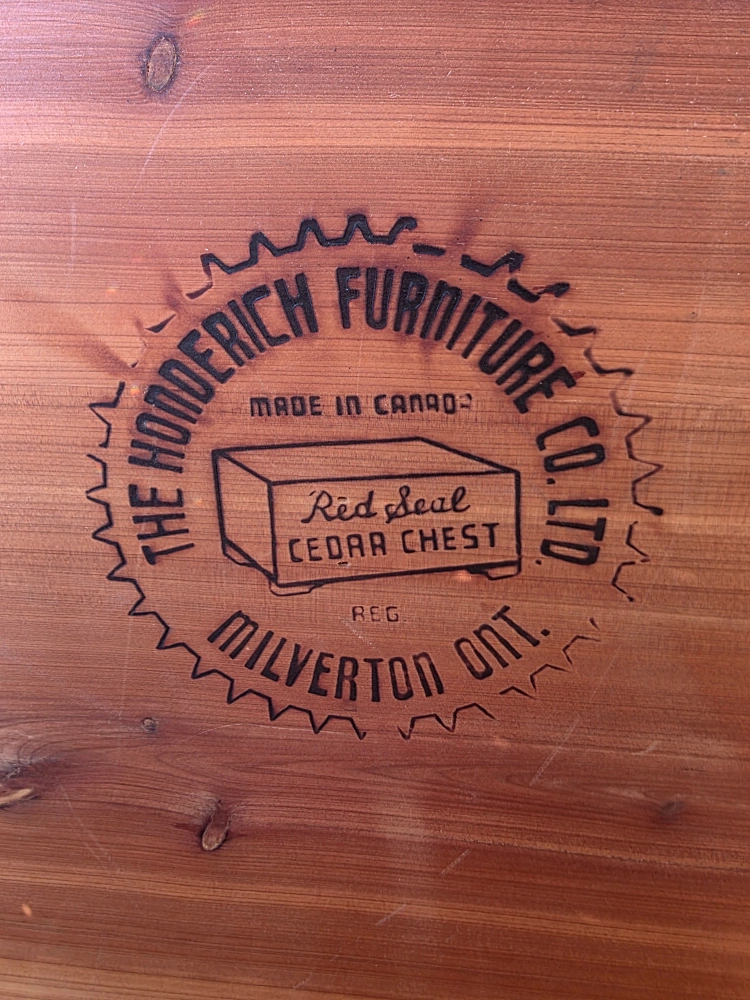 THE HONDERICH FURNITURE CO. LTD.
MADE IN CANADA
Red Seal
CEDAR CHEST
REG.
MILVERTON ONT.